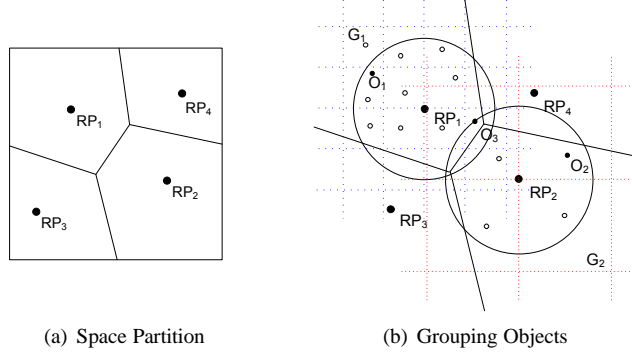 RP₁
RP₄
RP₂
RP₃
(a) Space Partition
G₁
O₁
RP₁
RP₄
O₃
O₂
RP₂
RP₃
G₂
(b) Grouping Objects